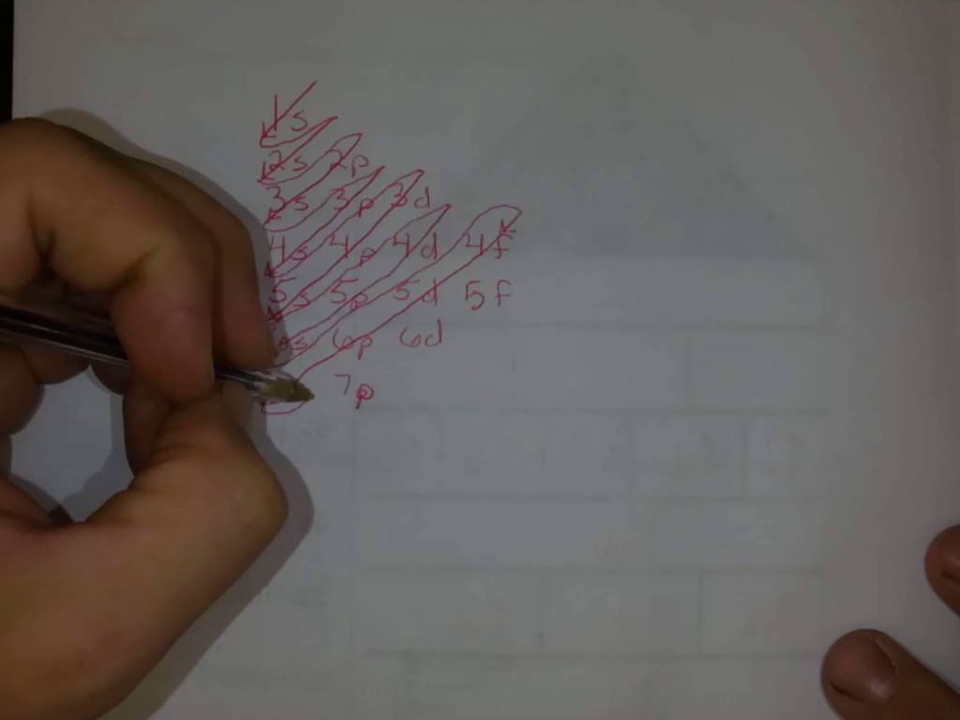 1s
2s 2p
3s 3p 3d
4s 4p 4d 4f
5s 5p 5d 5f
6s 6p 6d
7p